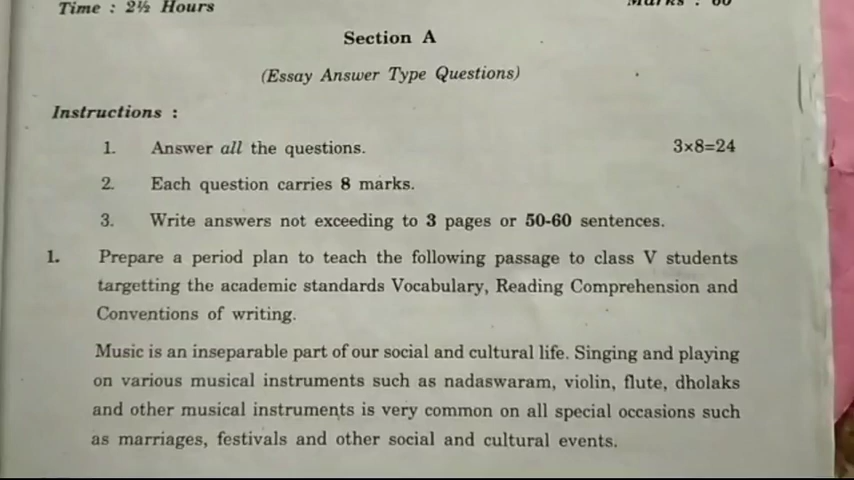 Time : 2½ Hours
Marks : 60
Section A
(Essay Answer Type Questions)
Instructions :
1. Answer all the questions. 3×8=24
2. Each question carries 8 marks.
3. Write answers not exceeding to 3 pages or 50-60 sentences.
1. Prepare a period plan to teach the following passage to class V students
targetting the academic standards Vocabulary, Reading Comprehension and
Conventions of writing.
Music is an inseparable part of our social and cultural life. Singing and playing
on various musical instruments such as nadaswaram, violin, flute, dholaks
and other musical instruments is very common on all special occasions such
as marriages, festivals and other social and cultural events.